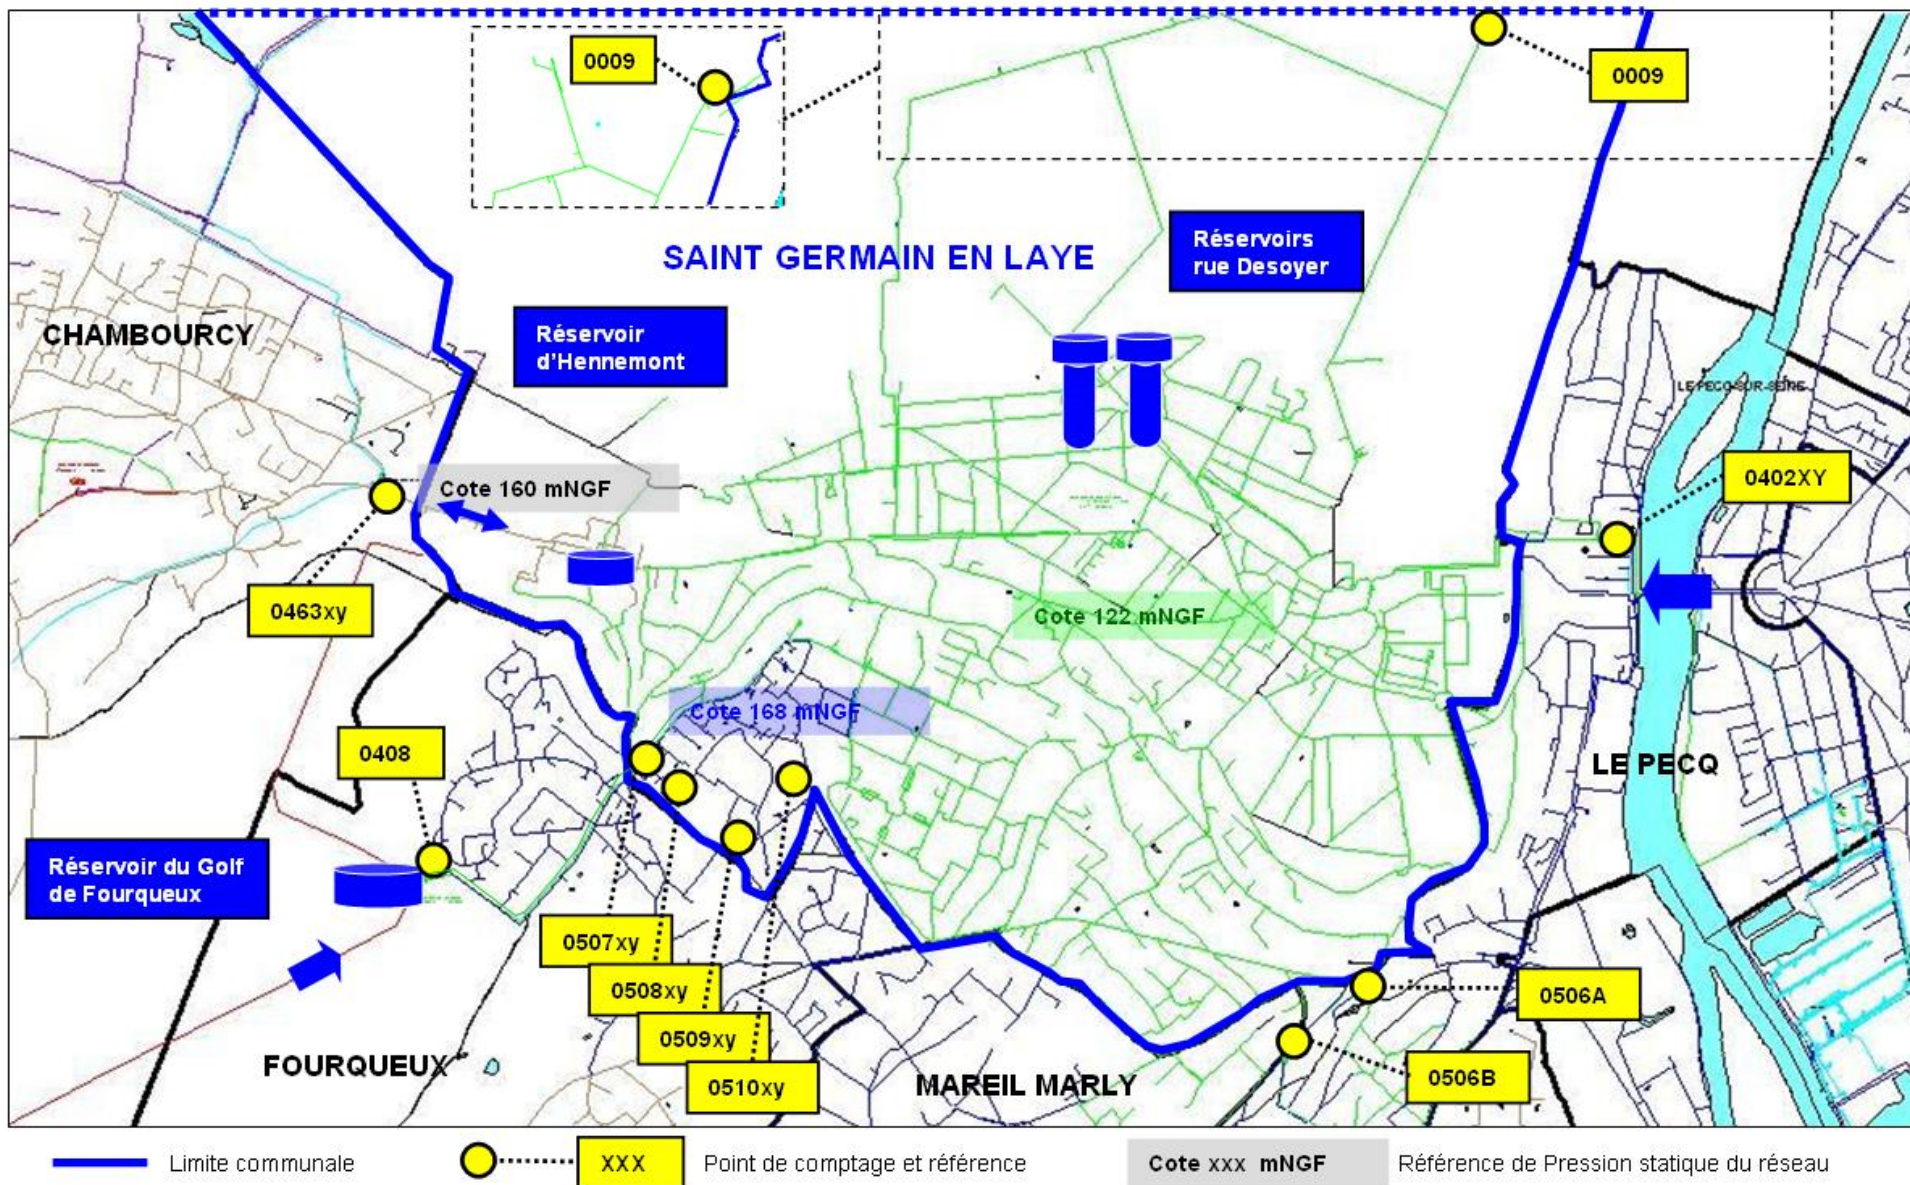 0009
0009
SAINT GERMAIN EN LAYE
Réservoirs
rue Desoyer
CHAMBOURCY
Réservoir
d'Hennemont
LE PECQ-SUR-SEINE
Cote 160 mNGF
0402XY
0463xy
Cote 122 mNGF
Cote 168 mNGF
0408
LE PECQ
Réservoir du Golf
de Fourqueux
0507xy
0508xy
0506A
0509xy
FOURQUEUX
0510xy
MAREIL MARLY
0506B
Limite communale
XXX
Point de comptage et référence
Cote xxx mNGF
Référence de Pression statique du réseau